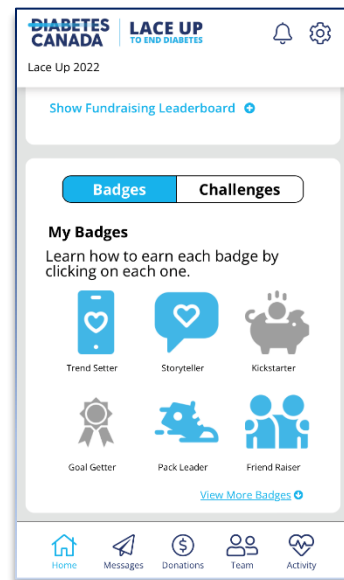 DIABETES
CANADA
LACE UP
TO END DIABETES
Lace Up 2022
Show Fundraising Leaderboard
Badges
Challenges
My Badges
Learn how to earn each badge by
clicking on each one.
Trend Setter
Storyteller
Kickstarter
Goal Getter
Pack Leader
Friend Raiser
View More Badges
Home
Messages
Donations
Team
Activity